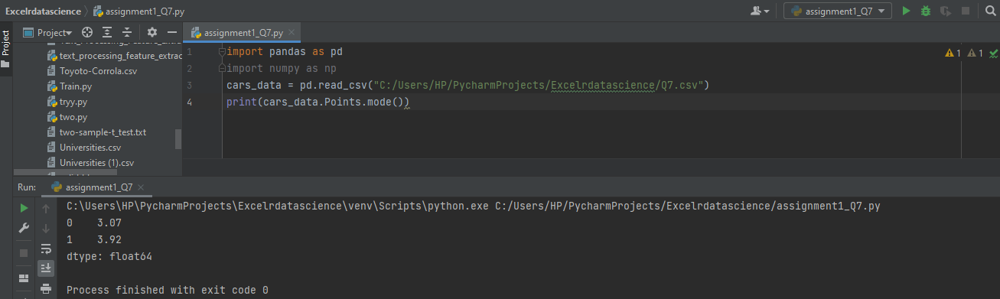 Excelrdatascience assignment1_Q7.py assignment1_Q7
Project Project assignment1_Q7.py
text_processing_feature_extrac
Toyoto-Corrola.csv
Train.py
tryy.py
two.py
two-sample-t_test.txt
Universities.csv
Universities (1).csv
1 import pandas as pd 1 1
2 import numpy as np
3 cars_data = pd.read_csv("C:/Users/HP/PycharmProjects/Excelrdatascience/Q7.csv")
4 print(cars_data.Points.mode())
Run: assignment1_Q7
C:\Users\HP\PycharmProjects\Excelrdatascience\venv\Scripts\python.exe C:/Users/HP/PycharmProjects/Excelrdatascience/assignment1_Q7.py
0 3.07
1 3.92
dtype: float64
Process finished with exit code 0